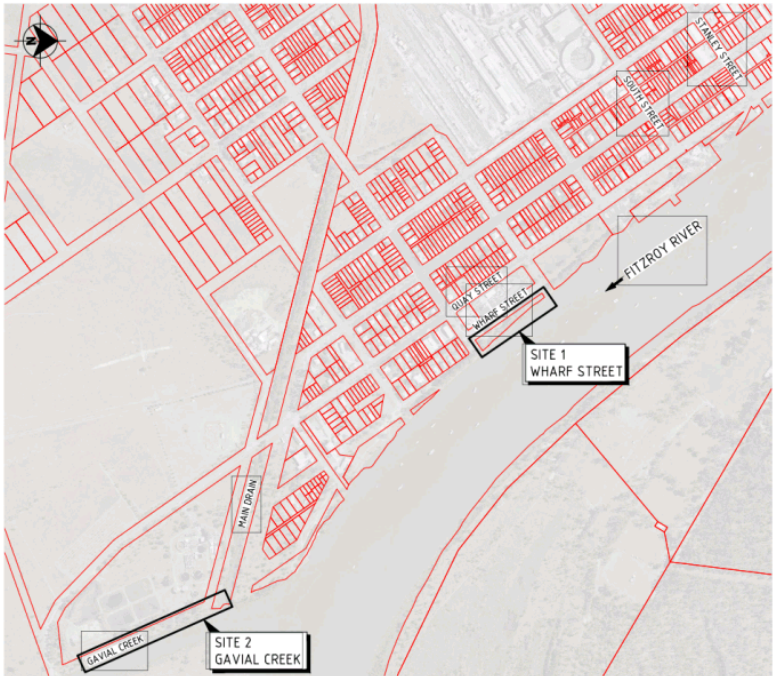 N
STANLEY STREET
SOUTH STREET
FITZROY RIVER
QUAY STREET
WHARF STREET
SITE 1
WHARF STREET
MAIN DRAIN
GAVIAL CREEK
SITE 2
GAVIAL CREEK